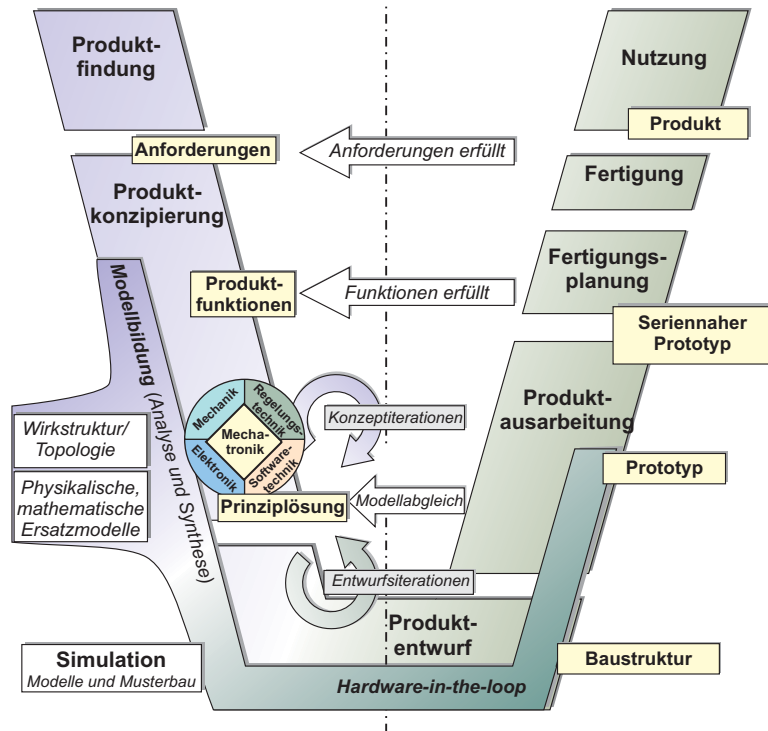 Produkt-
findung
Nutzung
Produkt
Anforderungen
Anforderungen erfüllt
Produkt-
konzipierung
Fertigung
Produkt-
funktionen
Funktionen erfüllt
Fertigungs-
planung
Seriennaher
Prototyp
Modellbildung (Analyse und Synthese)
Mechanik
Regelungs-
technik
Mecha-
tronik
Elektronik
Software-
technik
Konzeptiterationen
Produkt-
ausarbeitung
Wirkstruktur/
Topologie
Physikalische,
mathematische
Ersatzmodelle
Prototyp
Prinziplösung
Modellabgleich
Entwurfsiterationen
Produkt-
entwurf
Simulation
Modelle und Musterbau
Baustruktur
Hardware-in-the-loop